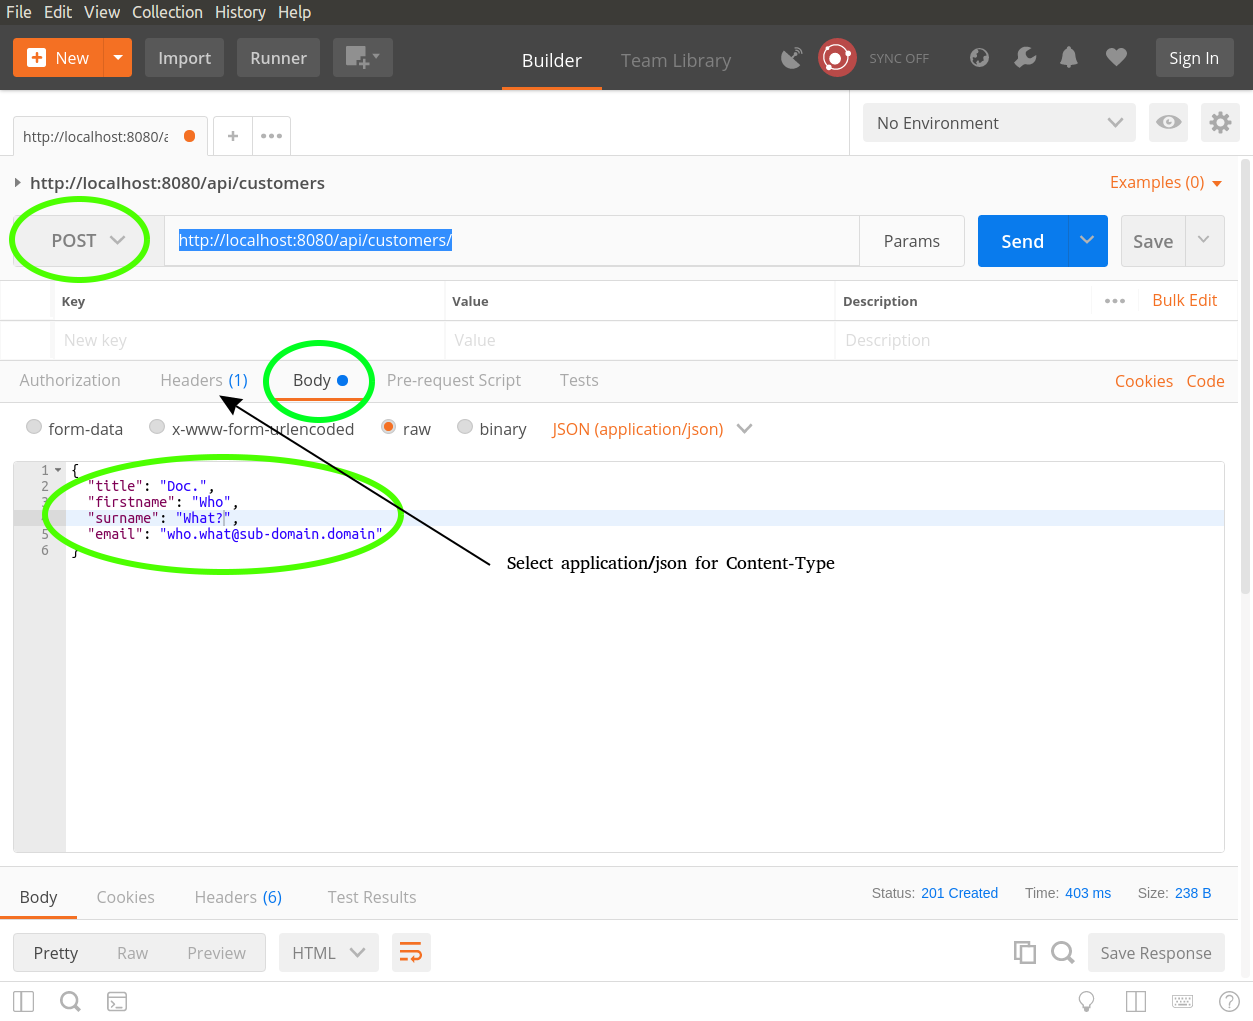 File Edit View Collection History Help
New Import Runner Builder Team Library SYNC OFF Sign In
http://localhost:8080/a No Environment
http://localhost:8080/api/customers Examples (0)
POST http://localhost:8080/api/customers/ Params Send Save
Key Value Description Bulk Edit
New key Value Description
Authorization Headers (1) Body Pre-request Script Tests Cookies Code
form-data x-www-form-urlencoded raw binary JSON (application/json)
1 {
2 "title": "Doc.",
3 "firstname": "Who",
"surname": "What?",
5 "email": "who.what@sub-domain.domain"
6 }
Select application/json for Content-Type
Body Cookies Headers (6) Test Results Status: 201 Created Time: 403 ms Size: 238 B
Pretty Raw Preview HTML Save Response